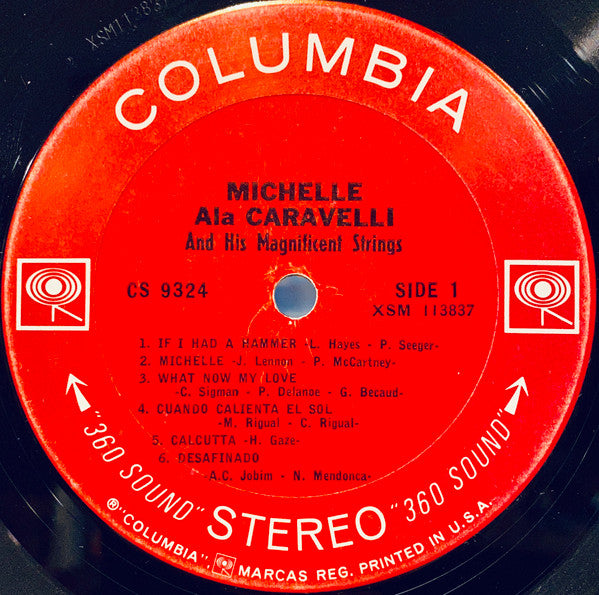 XSM113837
COLUMBIA
MICHELLE
Ala CARAVELLI
And His Magnificent Strings
CS 9324
SIDE 1
XSM 113837
1. IF I HAD A HAMMER -L. Hayes - P. Seeger-
2. MICHELLE -J. Lennon - P. McCartney-
3. WHAT NOW MY LOVE
-C. Sigman - P. Delanoe - G. Becaud-
4. CUANDO CALIENTA EL SOL
-M. Rigual - C. Rigual-
5. CALCUTTA -H. Gaze-
6. DESAFINADO
-A.C. Jobim - N. Mendonca-
"360 SOUND" STEREO "360 SOUND"
®"COLUMBIA", MARCAS REG. PRINTED IN U.S.A.